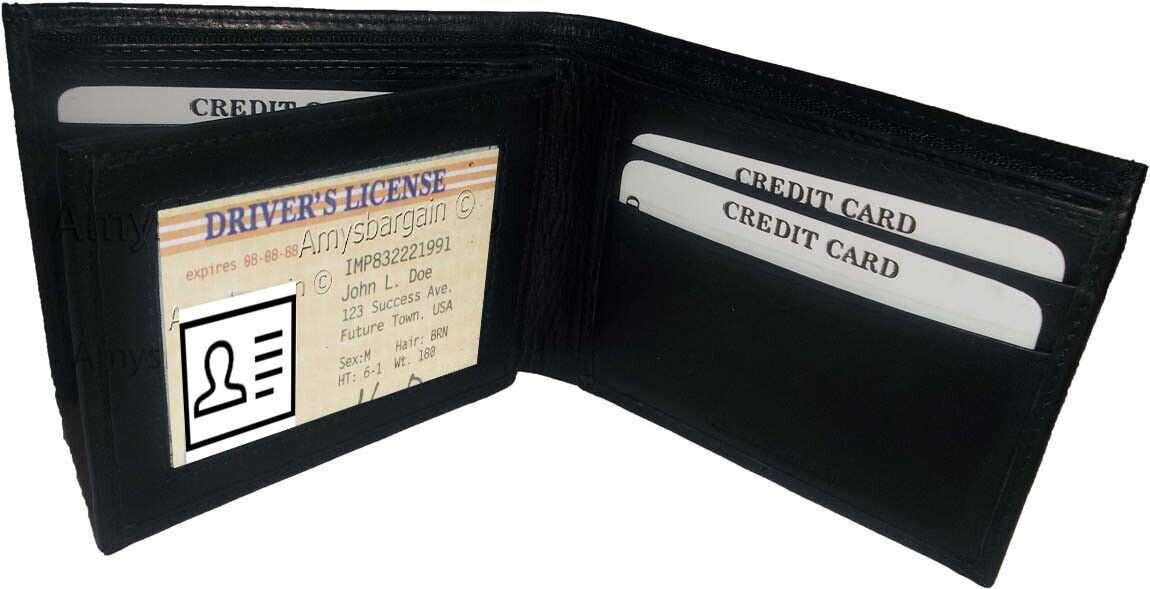 CREDIT
DRIVER'S LICENSE
Amysbargain ©
expires 08-08-88
IMP832221991
John L. Doe
123 Success Ave.
Future Town, USA
Sex:M Hair: BRN
HT: 6-1 Wt. 180
CREDIT CARD
CREDIT CARD